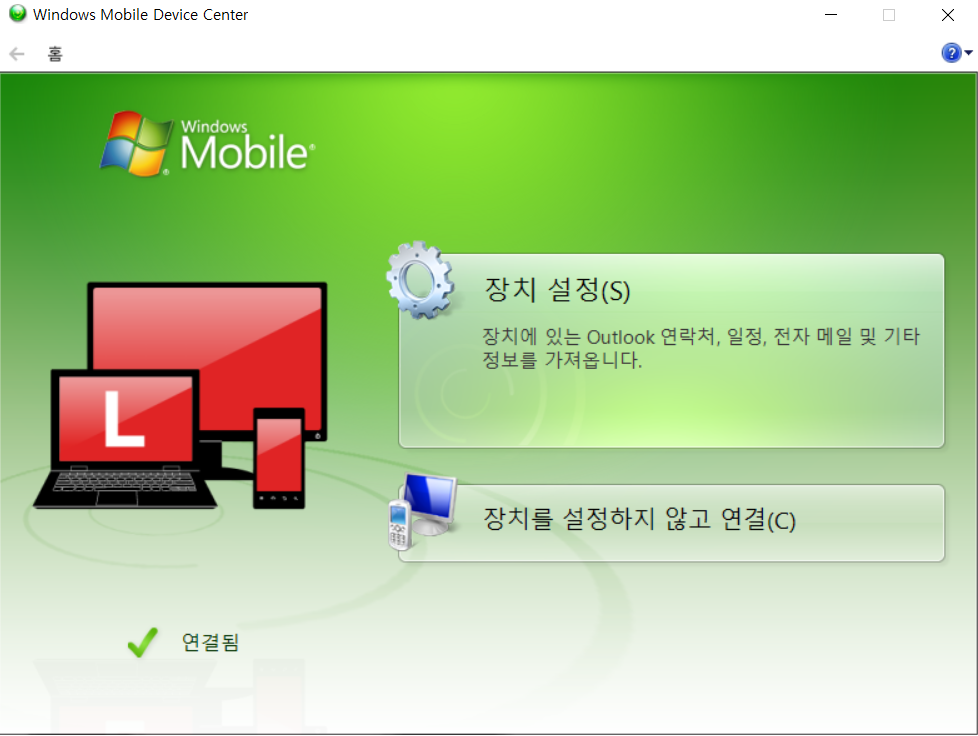 Windows Mobile Device Center
홈
?
Windows
Mobile®
장치 설정(S)
장치에 있는 Outlook 연락처, 일정, 전자 메일 및 기타
정보를 가져옵니다.
L
장치를 설정하지 않고 연결(C)
연결됨